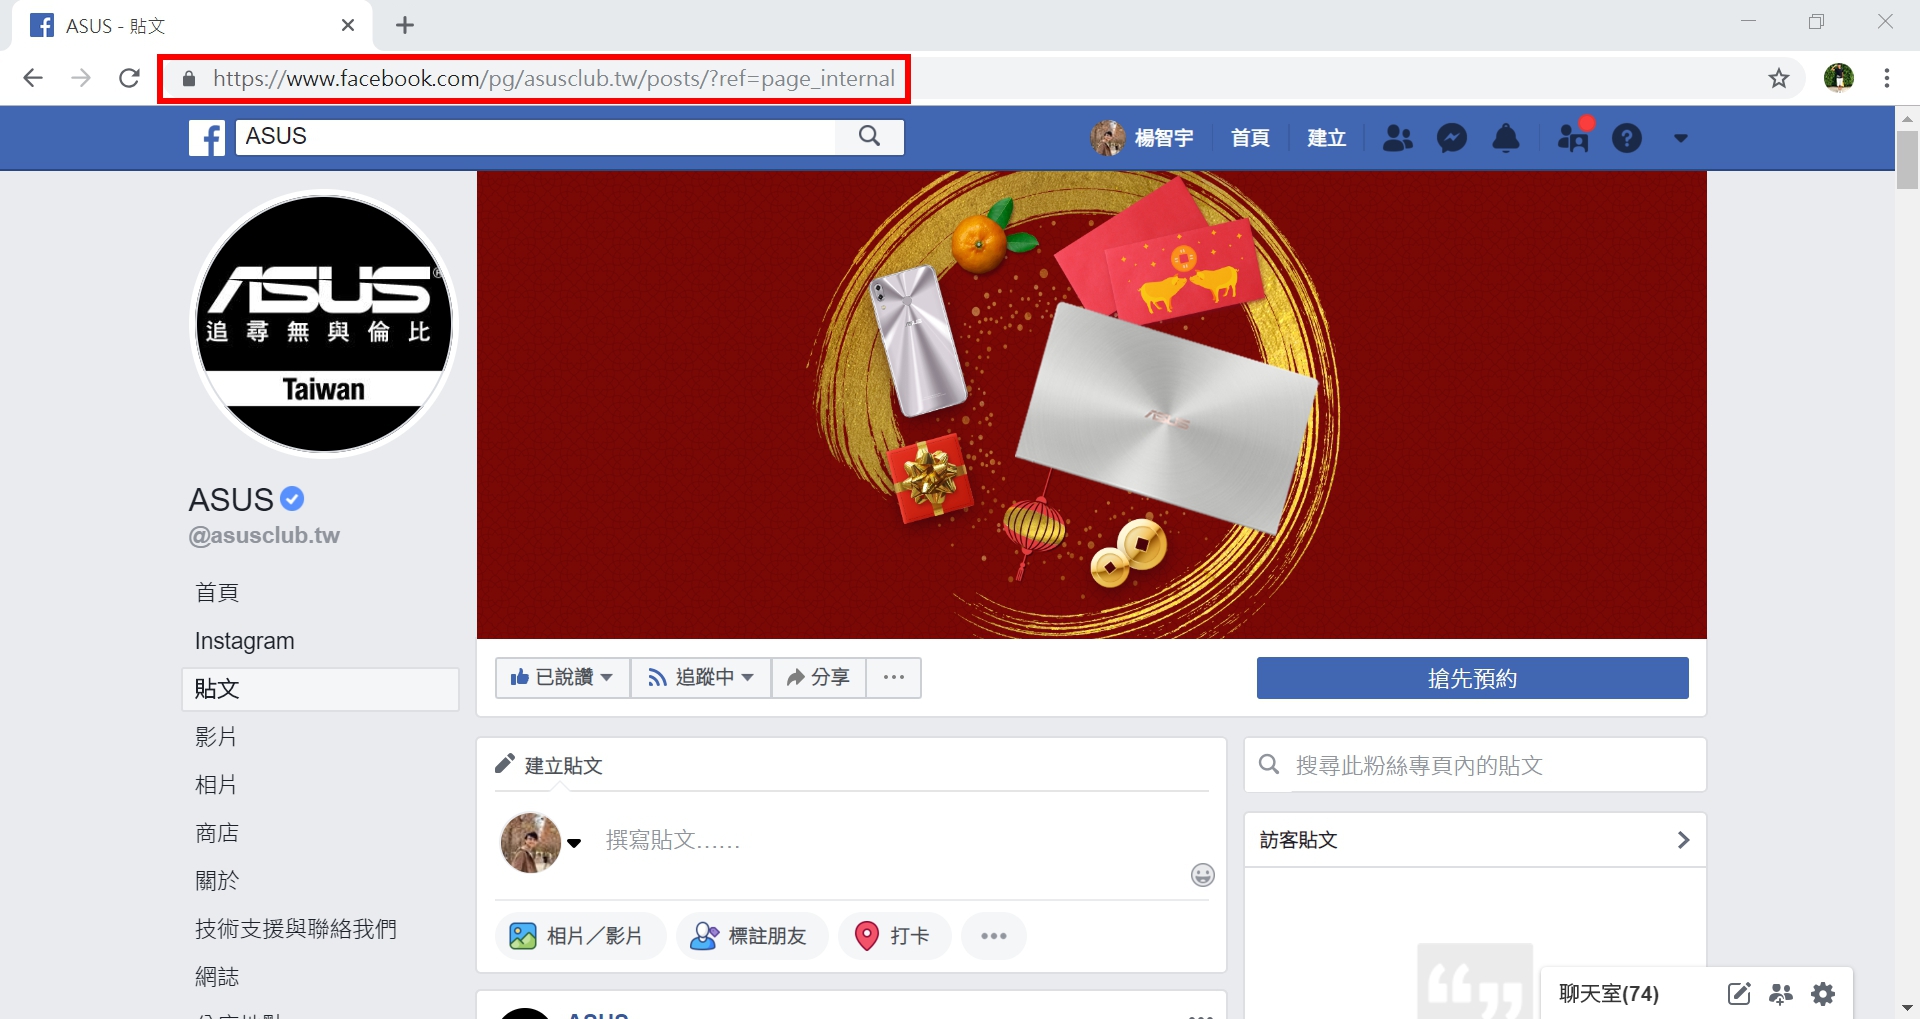 ASUS - 貼文
https://www.facebook.com/pg/asusclub.tw/posts/?ref=page_internal
ASUS
楊智宇
首頁
建立
ASUS
追尋無與倫比
Taiwan
ASUS
ASUS
ASUS
@asusclub.tw
首頁
Instagram
貼文
影片
相片
商店
關於
技術支援與聯絡我們
網誌
已說讚
追蹤中
分享
搶先預約
建立貼文
撰寫貼文……
相片／影片
標註朋友
打卡
ASUS
搜尋此粉絲專頁內的貼文
訪客貼文
聊天室(74)